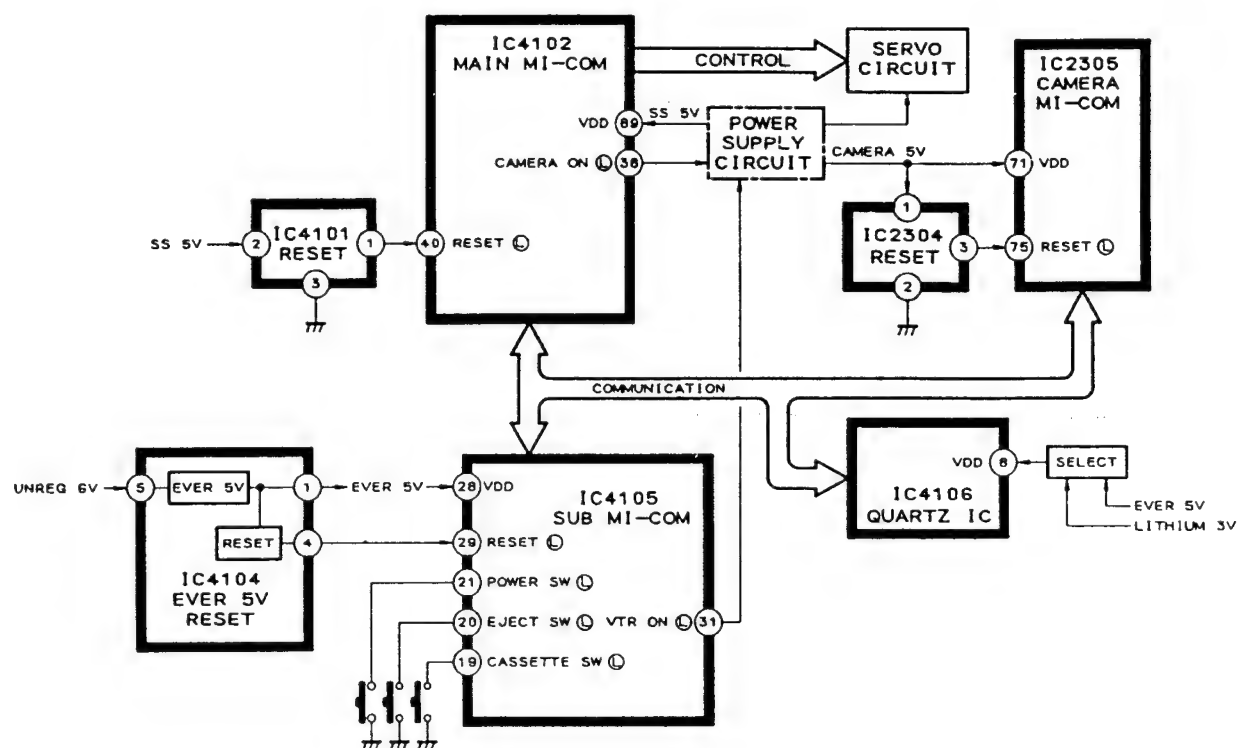 IC4102
MAIN MI-COM
CONTROL
SERVO
CIRCUIT
IC2305
CAMERA
MI-COM
VDD 89 SS 5V
POWER
SUPPLY
CIRCUIT
CAMERA ON Ⓛ 36
CAMERA 5V
71 VDD
SS 5V 2
IC4101
RESET
1
3
40 RESET Ⓛ
1
IC2304
RESET
3
2
75 RESET Ⓛ
COMMUNICATION
UNREG 6V 5
EVER 5V
1
EVER 5V
RESET
4
IC4104
EVER 5V
RESET
28 VDD
IC4105
SUB MI-COM
29 RESET Ⓛ
21 POWER SW Ⓛ
20 EJECT SW Ⓛ
VTR ON Ⓛ 31
19 CASSETTE SW Ⓛ
VDD 8
SELECT
IC4106
QUARTZ IC
EVER 5V
LITHIUM 3V